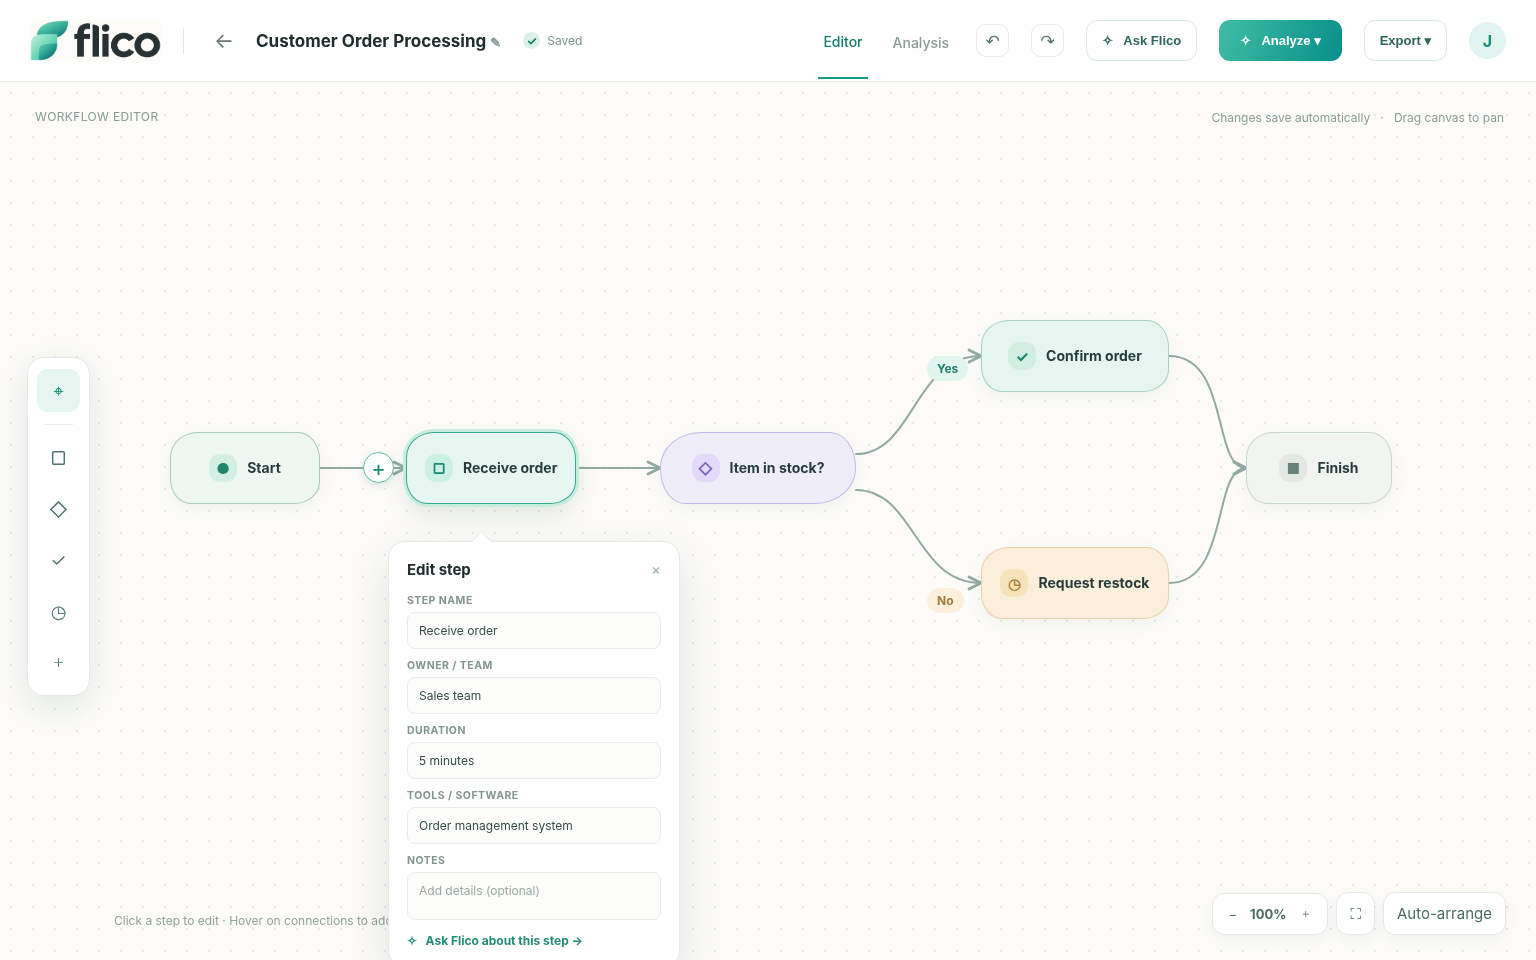 flico
Customer Order Processing
Saved
Editor
Analysis
Ask Flico
Analyze ▾
Export ▾
J
WORKFLOW EDITOR
Changes save automatically · Drag canvas to pan
Confirm order
Yes
Start
Receive order
Item in stock?
Finish
Request restock
No
Edit step
×
STEP NAME
Receive order
OWNER / TEAM
Sales team
DURATION
5 minutes
TOOLS / SOFTWARE
Order management system
NOTES
Add details (optional)
Ask Flico about this step →
Click a step to edit · Hover on connections to
− 100% +
Auto-arrange